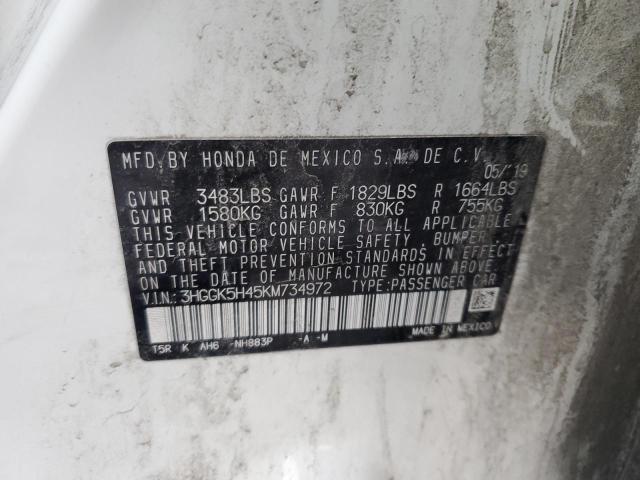 MFD. BY HONDA DE MEXICO S.A. DE C.V.
05/'19
GVWR 3483LBS GAWR F 1829LBS R 1664LBS
GVWR 1580KG GAWR F 830KG R 755KG
THIS VEHICLE CONFORMS TO ALL APPLICABLE
FEDERAL MOTOR VEHICLE SAFETY, BUMPER,
AND THEFT PREVENTION STANDARDS IN EFFECT
ON THE DATE OF MANUFACTURE SHOWN ABOVE.
V.I.N: 3HGGK5H45KM734972 TYPE:PASSENGER CAR
T5R K AH6 -NH883P -A -M
MADE IN MEXICO